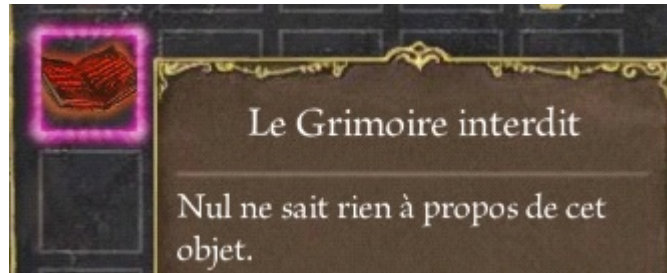 Le Grimoire interdit
Nul ne sait rien à propos de cet
objet.